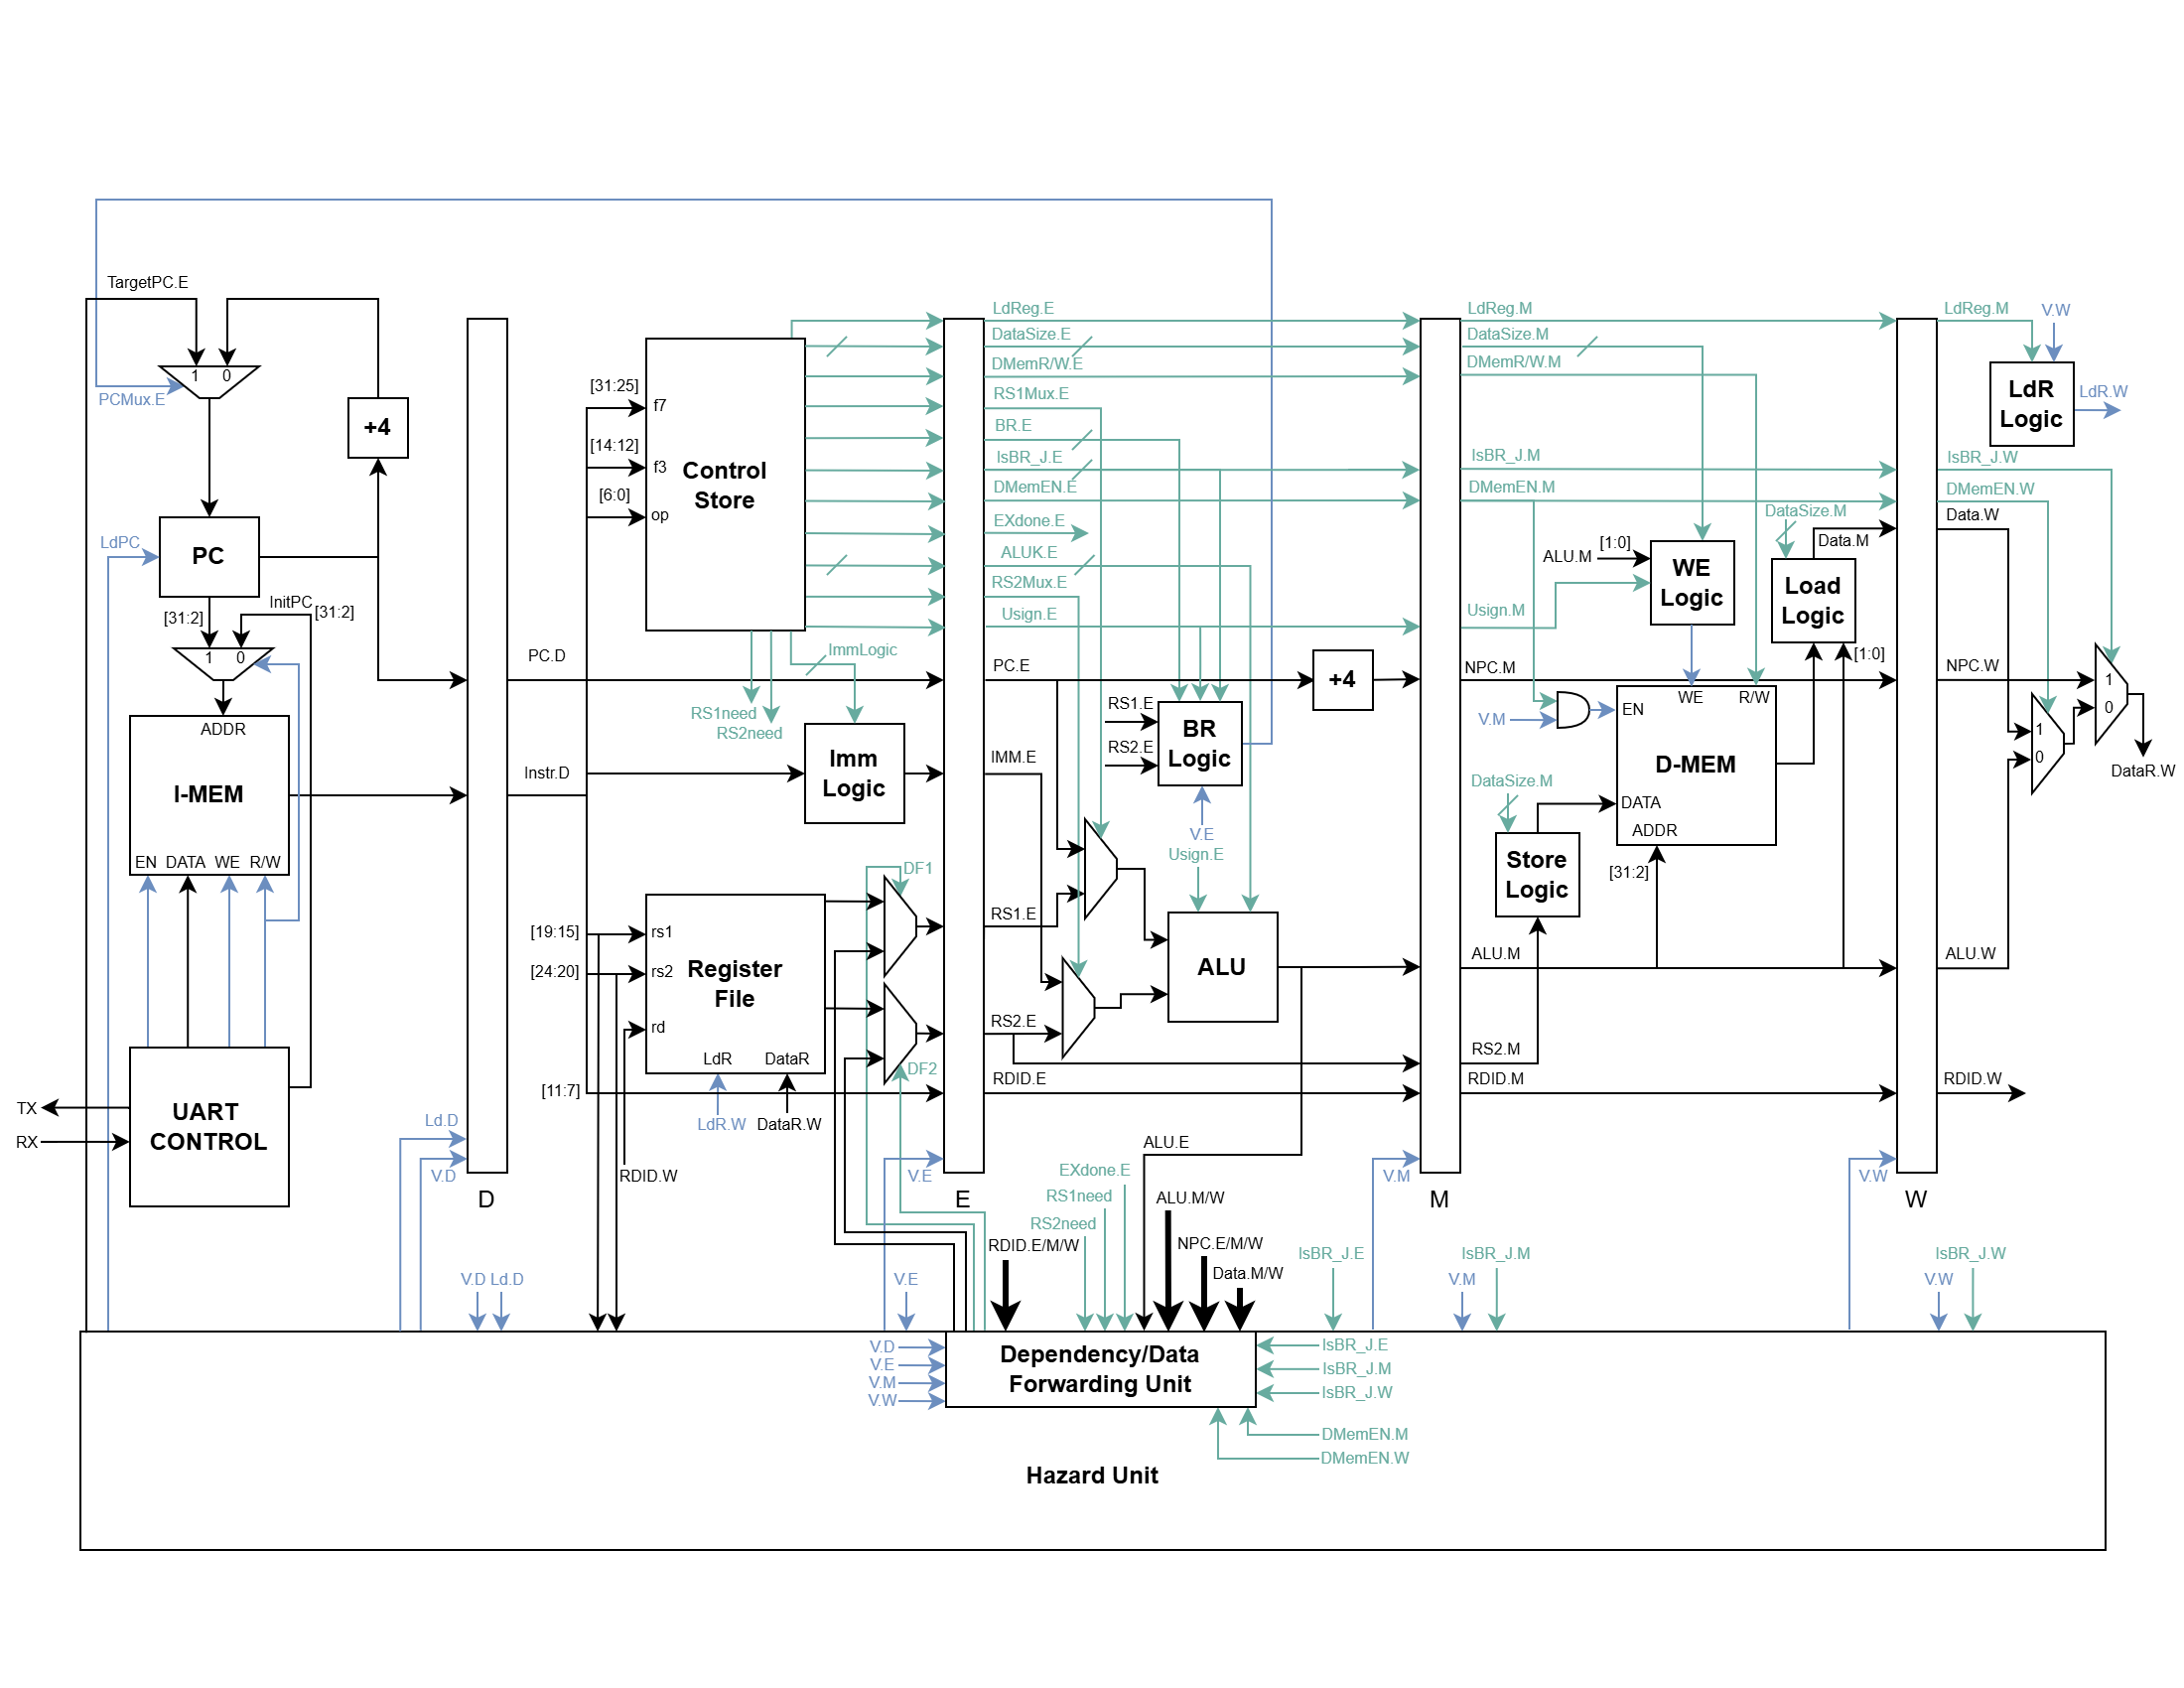 TargetPC.E
1
0
PCMux.E
+4
LdPC
PC
[31:2]
InitPC
[31:2]
1
0
ADDR
I-MEM
EN
DATA
WE
R/W
UART
CONTROL
TX
RX
Ld.D
V.D
D
PC.D
Instr.D
[31:25]
f7
[14:12]
f3
[6:0]
op
Control
Store
ImmLogic
RS1need
RS2need
Imm
Logic
[19:15]
rs1
[24:20]
rs2
Register
File
rd
LdR
DataR
[11:7]
LdR.W
DataR.W
RDID.W
DF1
DF2
V.E
E
LdReg.E
DataSize.E
DMemR/W.E
RS1Mux.E
BR.E
IsBR_J.E
DMemEN.E
EXdone.E
ALUK.E
RS2Mux.E
Usign.E
PC.E
+4
RS1.E
RS2.E
BR
Logic
IMM.E
V.E
Usign.E
RS1.E
ALU
RS2.E
RDID.E
ALU.E
V.M
M
LdReg.M
DataSize.M
DMemR/W.M
IsBR_J.M
DMemEN.M
ALU.M
[1:0]
WE
Logic
Usign.M
DataSize.M
Data.M
Load
Logic
[1:0]
NPC.M
V.M
EN
WE
R/W
D-MEM
DATA
ADDR
DataSize.M
Store
Logic
[31:2]
ALU.M
RS2.M
RDID.M
V.W
W
LdReg.M
V.W
LdR
Logic
LdR.W
IsBR_J.W
DMemEN.W
Data.W
NPC.W
1
0
1
0
DataR.W
ALU.W
RDID.W
V.D
Ld.D
V.E
EXdone.E
RS1need
RS2need
RDID.E/M/W
ALU.M/W
NPC.E/M/W
Data.M/W
IsBR_J.E
V.M
IsBR_J.M
V.W
IsBR_J.W
V.D
V.E
V.M
V.W
Dependency/Data
Forwarding Unit
IsBR_J.E
IsBR_J.M
IsBR_J.W
DMemEN.M
DMemEN.W
Hazard Unit